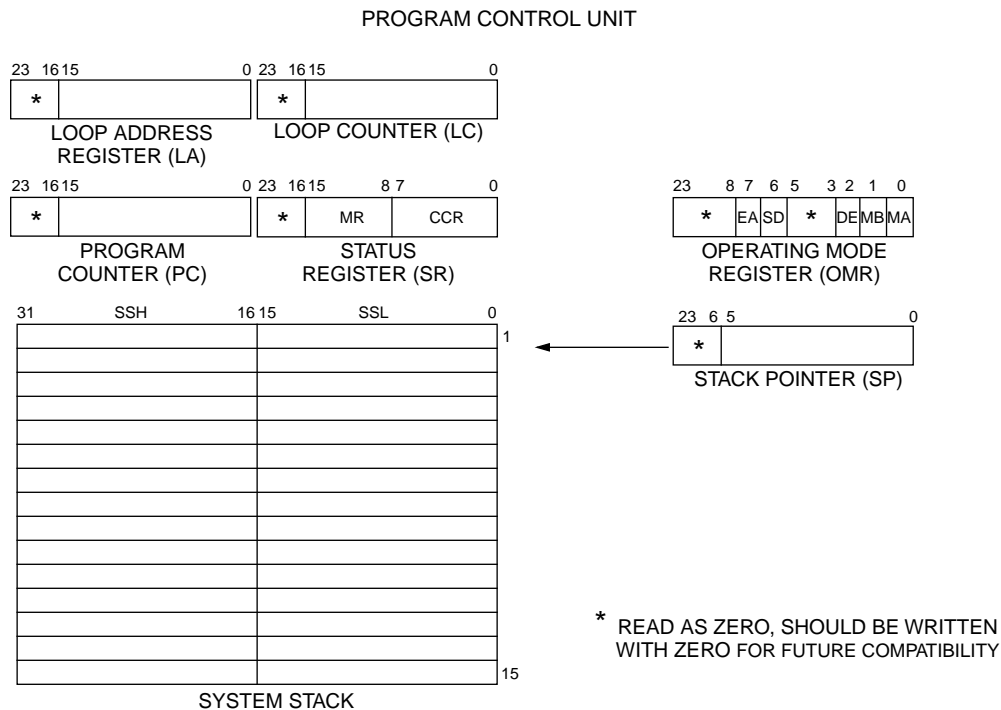 PROGRAM CONTROL UNIT
23 16 15 0 23 16 15 0
* *
LOOP ADDRESS
REGISTER (LA)
LOOP COUNTER (LC)
23 16 15 0 23 16 15 8 7 0
* * MR CCR
PROGRAM
COUNTER (PC)
STATUS
REGISTER (SR)
23 8 7 6 5 3 2 1 0
* EA SD * DE MB MA
OPERATING MODE
REGISTER (OMR)
31 SSH 16 15 SSL 0
1
15
SYSTEM STACK
23 6 5 0
*
STACK POINTER (SP)
* READ AS ZERO, SHOULD BE WRITTEN
WITH ZERO FOR FUTURE COMPATIBILITY